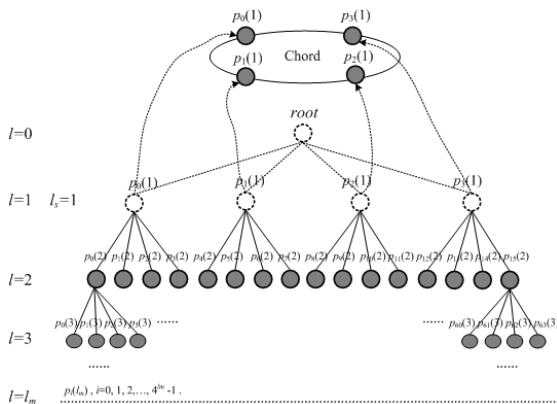 p0(1) p3(1)
Chord
p1(1) p2(1)
root
l=0
p0(1) p1(1) p2(1) p3(1)
l=1 ls=1
p0(2) p1(2) p2(2) p3(2) p4(2) p5(2) p6(2) p7(2) p8(2) p9(2) p10(2) p11(2) p12(2) p13(2) p14(2) p15(2)
l=2
p0(3) p1(3) p2(3) p3(3) ...... ...... p60(3) p61(3) p62(3) p63(3)
l=3
...... ......
l=lm pi(lm) , i=0, 1, 2,…, 4^lm -1 .